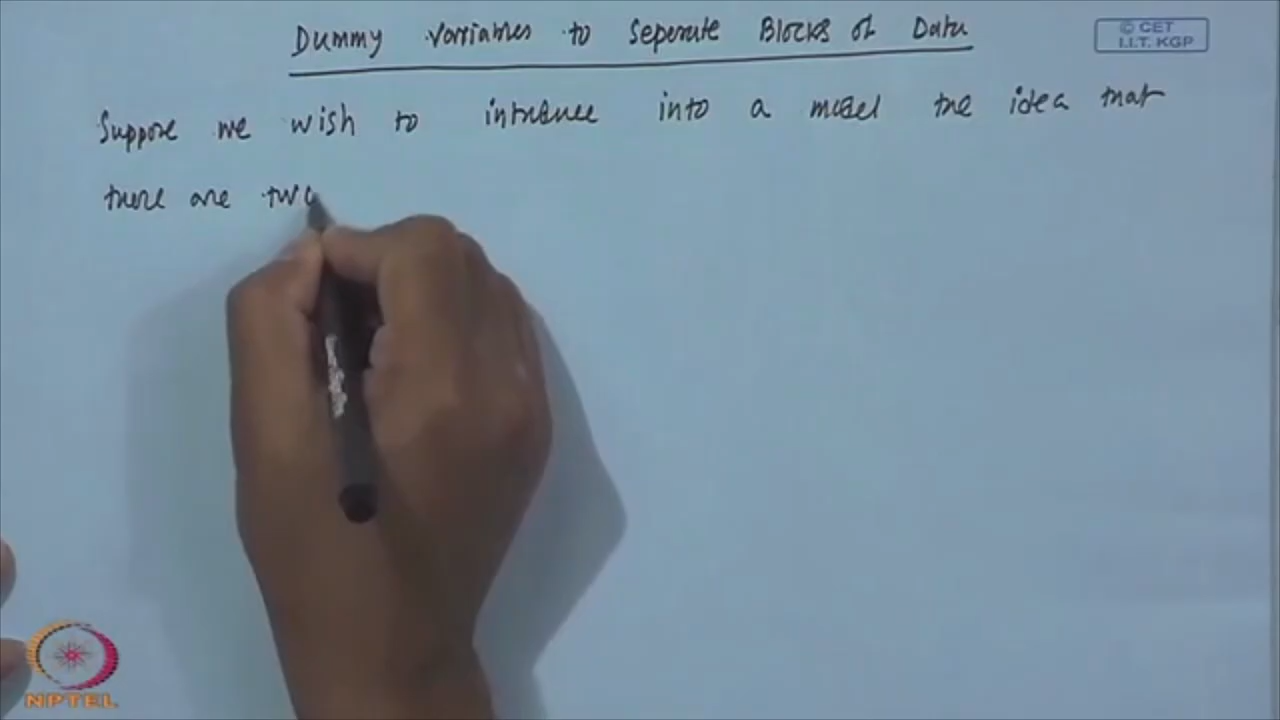 Dummy variables to Seperate Blocks of Data
© CET
I.I.T. KGP
Suppose we wish to introduce into a model the idea that
there are two
NPTEL